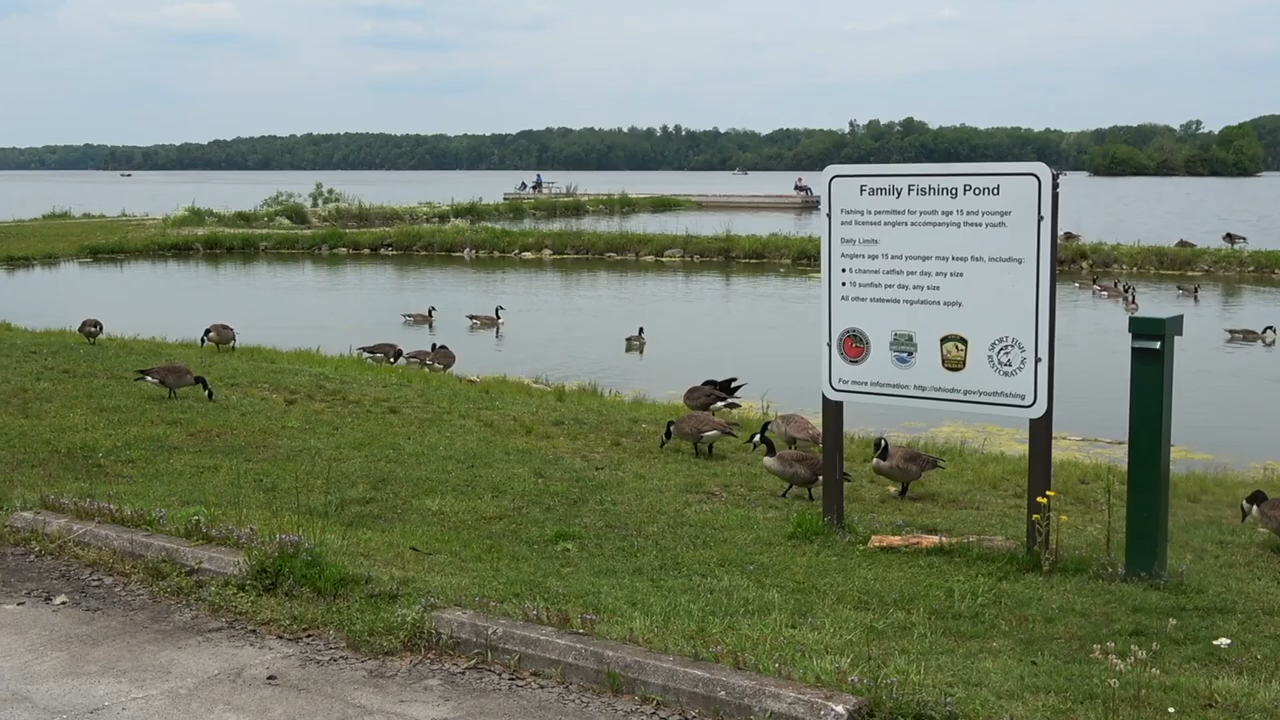 Family Fishing Pond
Fishing is permitted for youth age 15 and younger
and licensed anglers accompanying these youth.
Daily Limits:
Anglers age 15 and younger may keep fish, including:
• 6 channel catfish per day, any size
• 10 sunfish per day, any size
All other statewide regulations apply.
SPORT FISH
RESTORATION
For more information: http://ohiodnr.gov/youthfishing